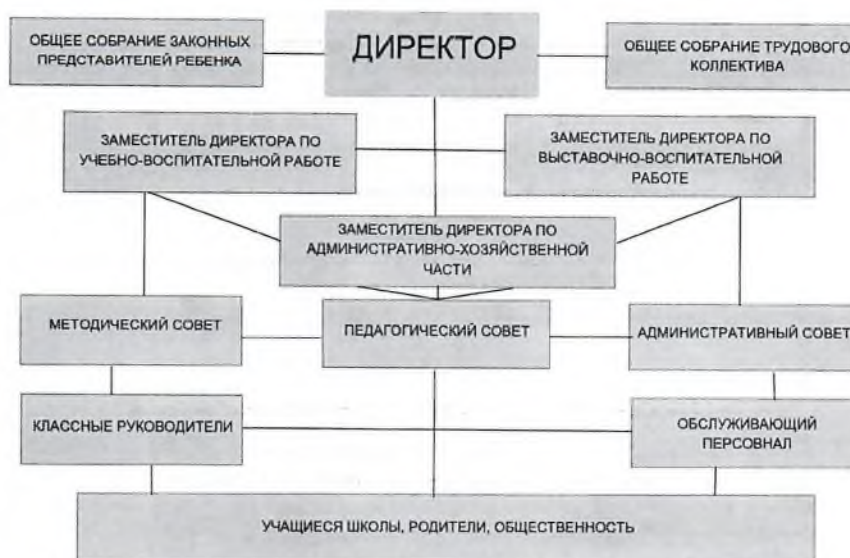 ОБЩЕЕ СОБРАНИЕ ЗАКОННЫХ
ПРЕДСТАВИТЕЛЕЙ РЕБЕНКА
ДИРЕКТОР
ОБЩЕЕ СОБРАНИЕ ТРУДОВОГО
КОЛЛЕКТИВА
ЗАМЕСТИТЕЛЬ ДИРЕКТОРА ПО
УЧЕБНО-ВОСПИТАТЕЛЬНОЙ РАБОТЕ
ЗАМЕСТИТЕЛЬ ДИРЕКТОРА ПО
ВЫСТАВОЧНО-ВОСПИТАТЕЛЬНОЙ
РАБОТЕ
ЗАМЕСТИТЕЛЬ ДИРЕКТОРА ПО
АДМИНИСТРАТИВНО-ХОЗЯЙСТВЕННОЙ
ЧАСТИ
МЕТОДИЧЕСКИЙ СОВЕТ
ПЕДАГОГИЧЕСКИЙ СОВЕТ
АДМИНИСТРАТИВНЫЙ СОВЕТ
КЛАССНЫЕ РУКОВОДИТЕЛИ
ОБСЛУЖИВАЮЩИЙ
ПЕРСОВНАЛ
УЧАЩИЕСЯ ШКОЛЫ, РОДИТЕЛИ, ОБЩЕСТВЕННОСТЬ